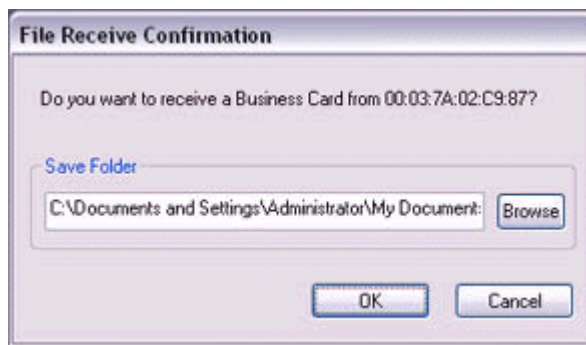 File Receive Confirmation
Do you want to receive a Business Card from 00:03:7A:02:C9:87?
Save Folder
C:\Documents and Settings\Administrator\My Document:
Browse
OK
Cancel